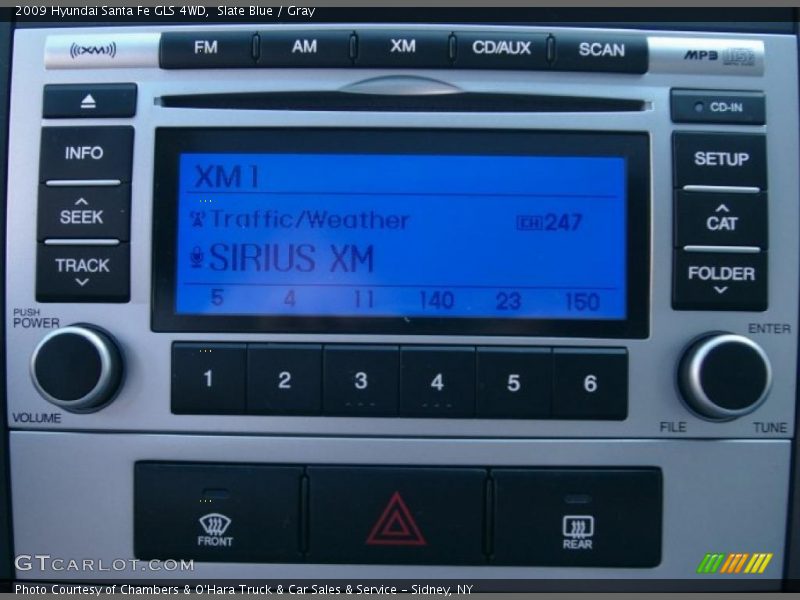 2009 Hyundai Santa Fe GLS 4WD, Slate Blue / Gray
((XM)) FM AM XM CD/AUX SCAN MP3
CD-IN
INFO SETUP
SEEK CAT
TRACK FOLDER
XM1
Traffic/Weather CH 247
SIRIUS XM
5 4 11 140 23 150
PUSH
POWER ENTER
1 2 3 4 5 6
VOLUME FILE TUNE
FRONT REAR
GTCARLOT.COM
Photo Courtesy of Chambers & O'Hara Truck & Car Sales & Service - Sidney, NY